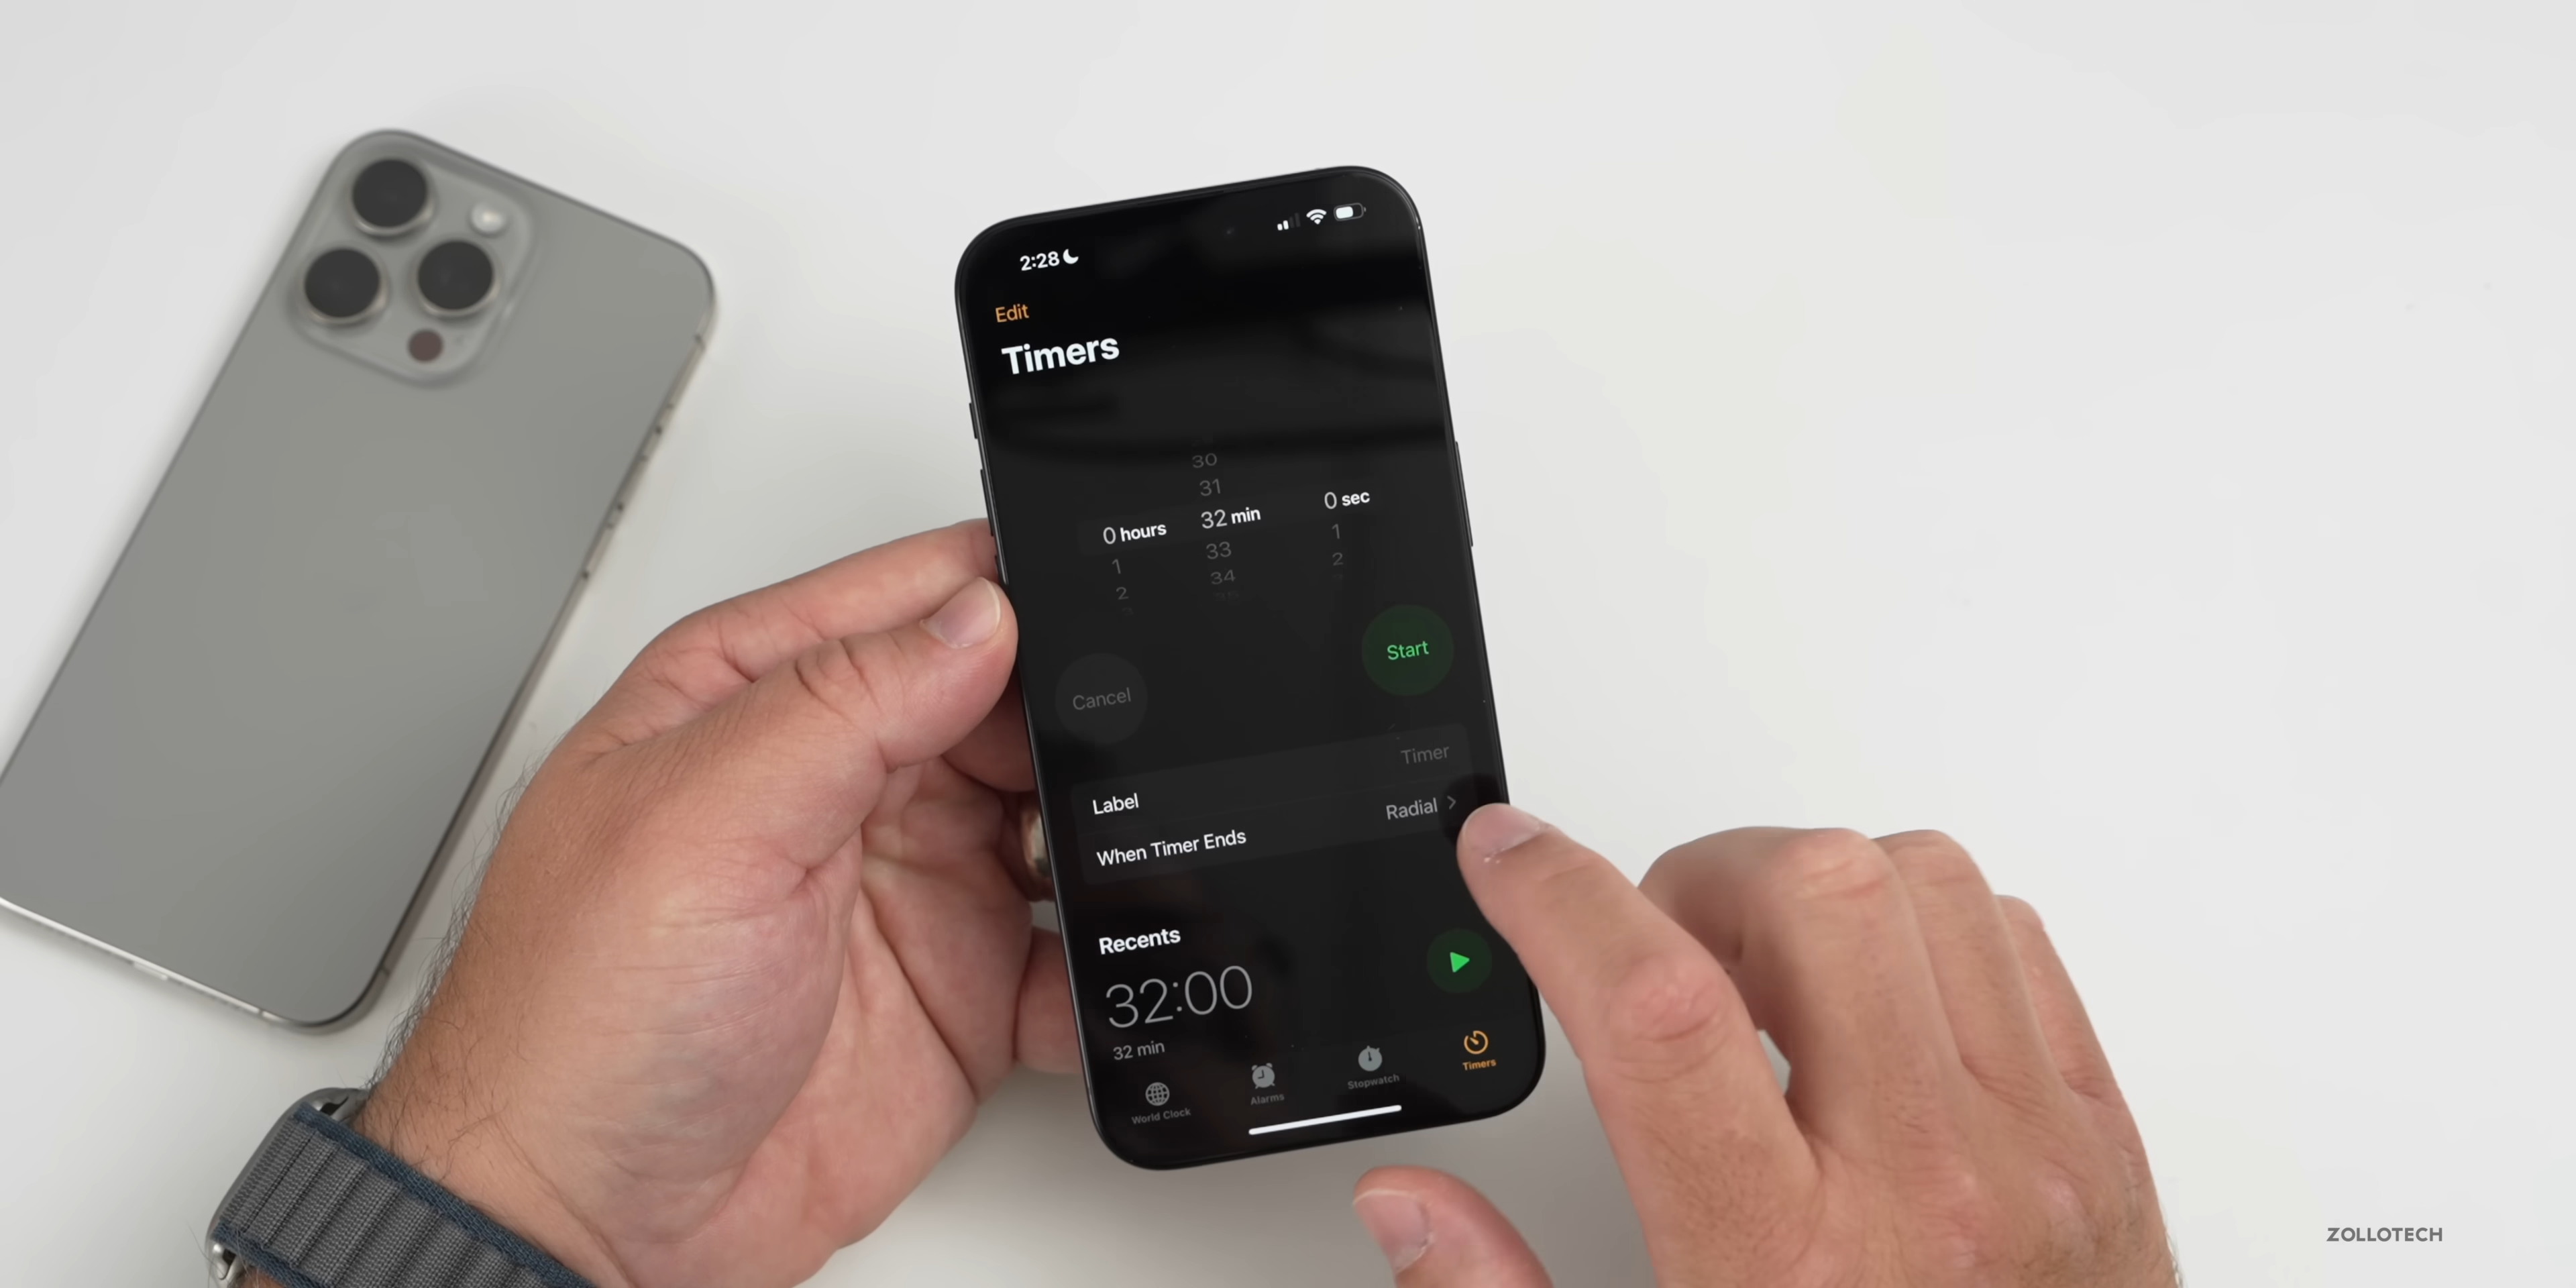 2:28
Edit
Timers
30
31
0 hours 32 min 0 sec
1 33 1
2 34 2
Cancel Start
Label Timer
When Timer Ends Radial
Recents
32:00
32 min
World Clock Alarms Stopwatch Timers
ZOLLOTECH